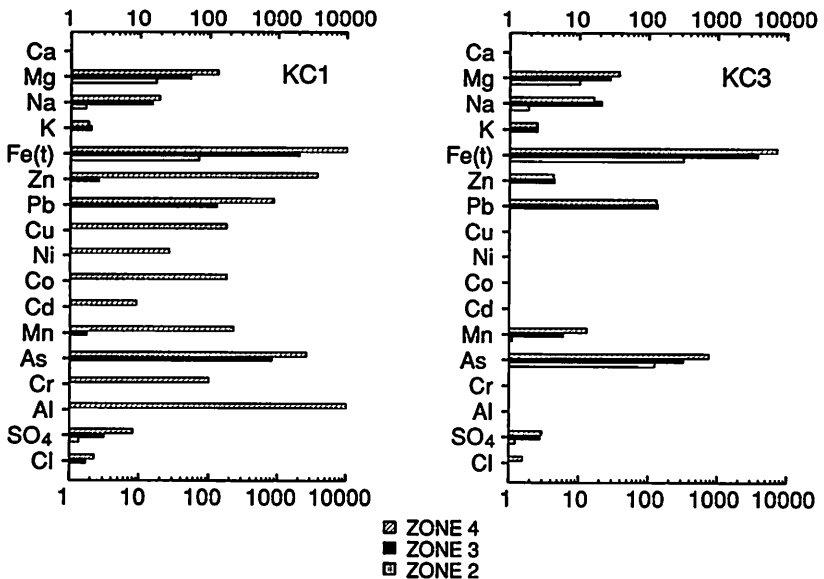 1 10 100 1000 10000
1 10 100 1000 10000
KC1
KC3
Ca
Mg
Na
K
Fe(t)
Zn
Pb
Cu
Ni
Co
Cd
Mn
As
Cr
Al
SO4
Cl
Ca
Mg
Na
K
Fe(t)
Zn
Pb
Cu
Ni
Co
Cd
Mn
As
Cr
Al
SO4
Cl
1 10 100 1000 10000
1 10 100 1000 10000
ZONE 4
ZONE 3
ZONE 2